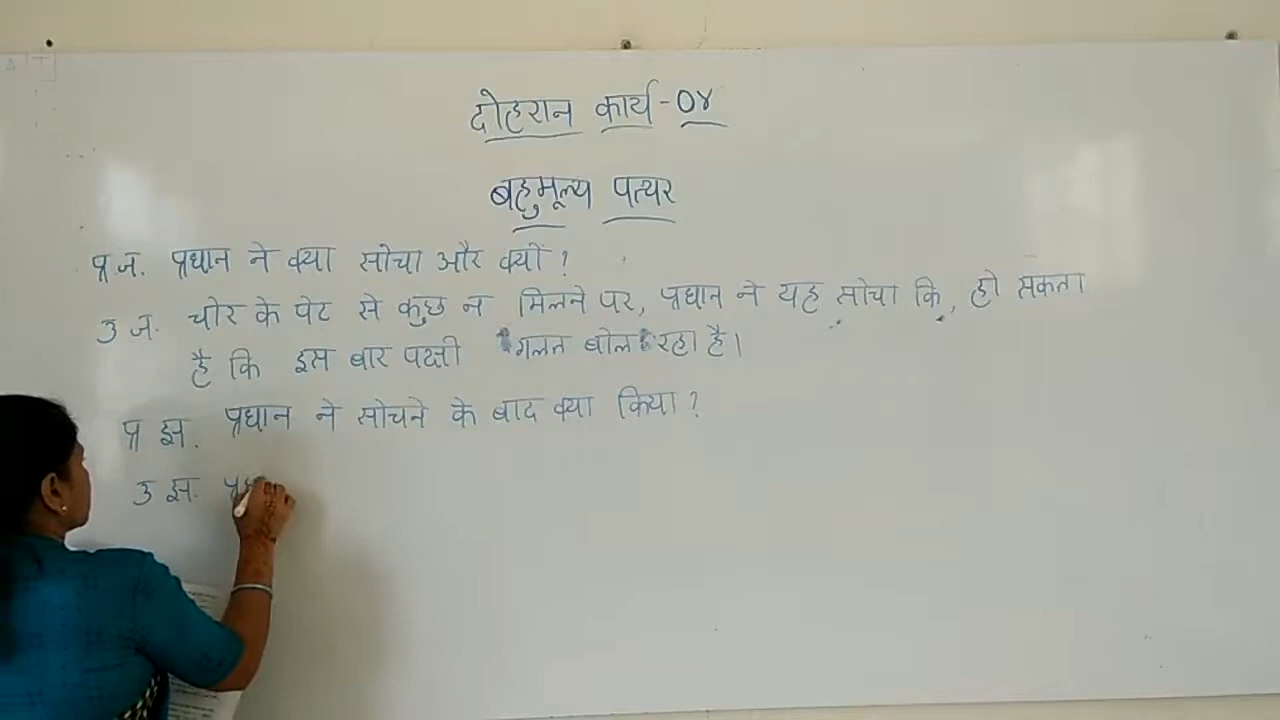 दोहरान कार्य-०४
बहुमूल्य पत्थर
प्र ज. प्रधान ने क्या सोचा और क्यों ?
उ ज. चोर के पेट से कुछ न मिलने पर, प्रधान ने यह सोचा कि, हो सकता
है कि इस बार पक्षी गलत बोल रहा है।
प्र झ. प्रधान ने सोचने के बाद क्या किया ?
उ झ.